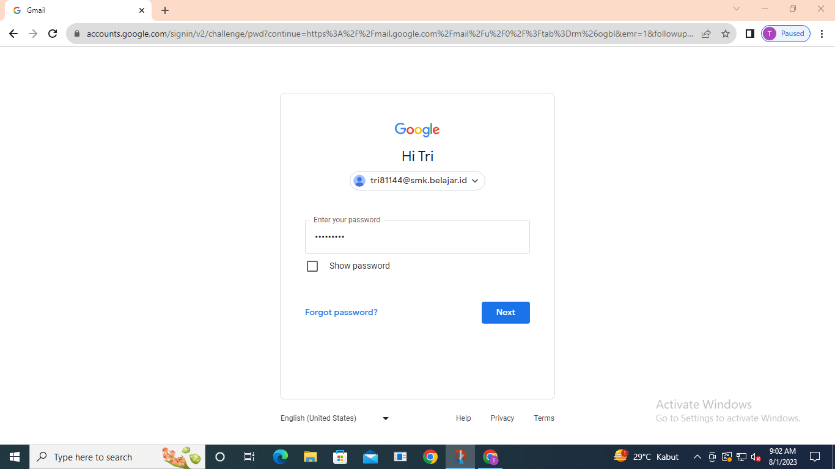 Gmail
accounts.google.com/signin/v2/challenge/pwd?continue=https%3A%2F%2Fmail.google.com%2Fmail%2Fu%2F0%2F%3Ftab%3Drm%26ogbl&emr=1&followup...
T Paused
Google
Hi Tri
tri81144@smk.belajar.id
Enter your password
•••••••••
Show password
Forgot password?
Next
English (United States)
Help Privacy Terms
Activate Windows
Go to Settings to activate Windows.
Type here to search
29°C Kabut
9:02 AM
8/1/2023